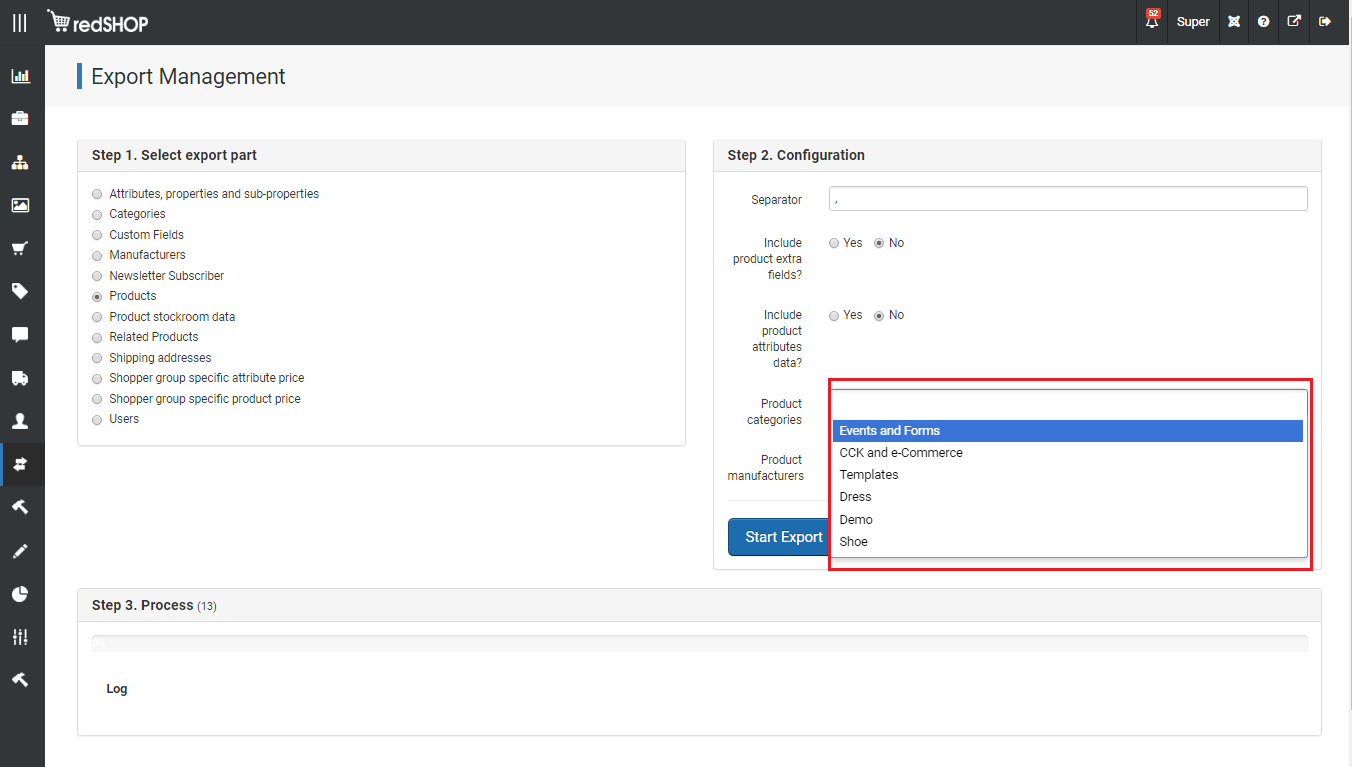 redSHOP
52
Super
Export Management
Step 1. Select export part
Attributes, properties and sub-properties
Categories
Custom Fields
Manufacturers
Newsletter Subscriber
Products
Product stockroom data
Related Products
Shipping addresses
Shopper group specific attribute price
Shopper group specific product price
Users
Step 2. Configuration
Separator
,
Include
product extra
fields?
Yes No
Include
product
attributes
data?
Yes No
Product
categories
Events and Forms
CCK and e-Commerce
Templates
Dress
Demo
Shoe
Product
manufacturers
Start Export
Step 3. Process (13)
Log